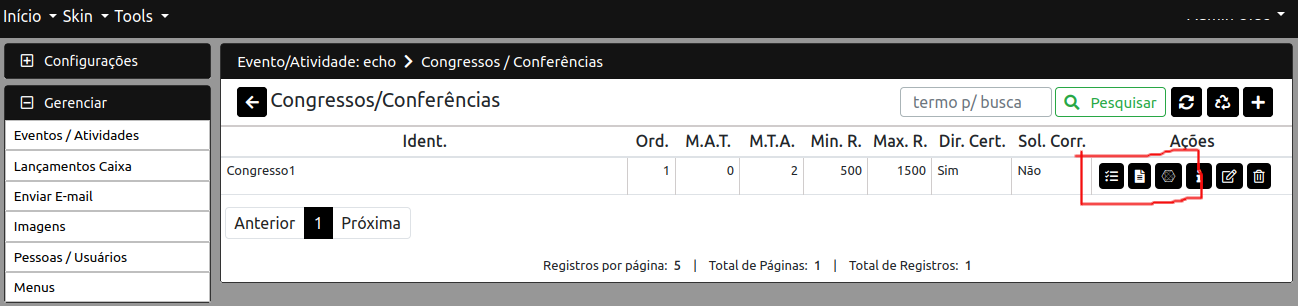 Início Skin Tools
Configurações
Gerenciar
Eventos / Atividades
Lançamentos Caixa
Enviar E-mail
Imagens
Pessoas / Usuários
Menus
Evento/Atividade: echo Congressos / Conferências
Congressos/Conferências termo p/ busca Pesquisar
Ident. Ord. M.A.T. M.T.A. Min. R. Max. R. Dir. Cert. Sol. Corr. Ações
Congresso1 1 0 2 500 1500 Sim Não
Anterior 1 Próxima
Registros por página: 5 | Total de Páginas: 1 | Total de Registros: 1